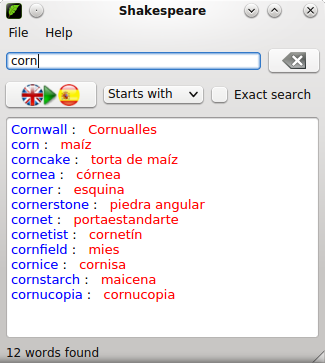 Shakespeare
File Help
corn
Starts with Exact search
Cornwall : Cornualles
corn : maíz
corncake : torta de maíz
cornea : córnea
corner : esquina
cornerstone : piedra angular
cornet : portaestandarte
cornetist : cornetín
cornfield : mies
cornice : cornisa
cornstarch : maicena
cornucopia : cornucopia
12 words found